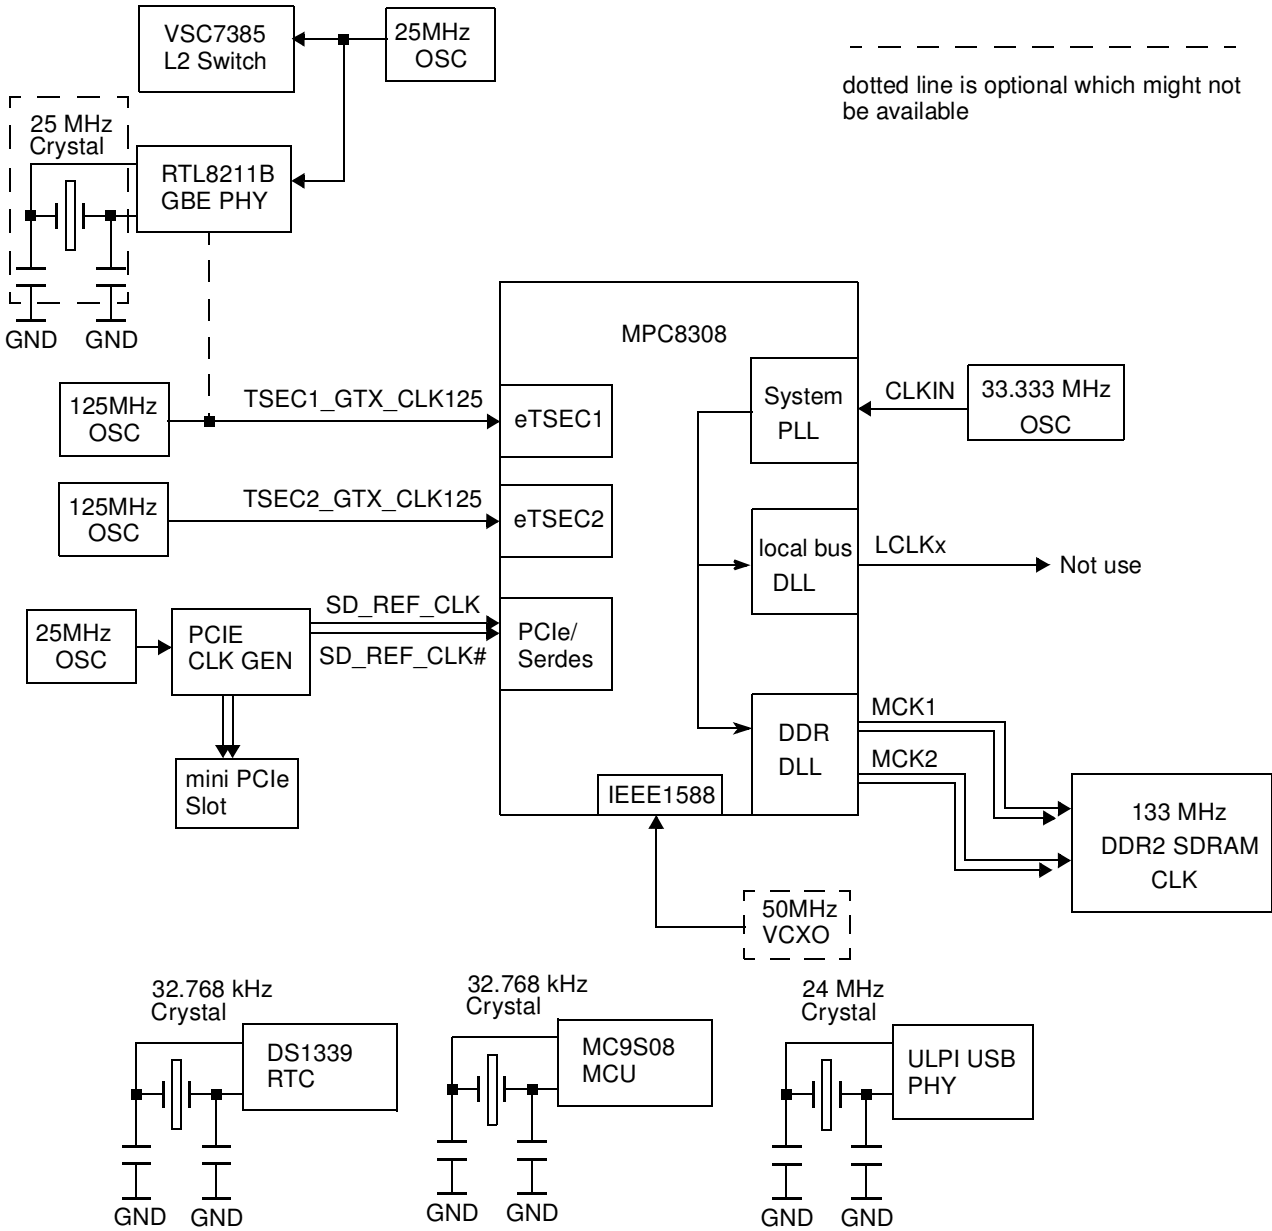 VSC7385
L2 Switch
25MHz
OSC
dotted line is optional which might not
be available
25 MHz
Crystal
RTL8211B
GBE PHY
GND
GND
MPC8308
125MHz
OSC
TSEC1_GTX_CLK125
eTSEC1
System
PLL
CLKIN
33.333 MHz
OSC
125MHz
OSC
TSEC2_GTX_CLK125
eTSEC2
local bus
DLL
LCLKx
Not use
25MHz
OSC
PCIE
CLK GEN
SD_REF_CLK
SD_REF_CLK#
PCIe/
Serdes
mini PCIe
Slot
DDR
DLL
MCK1
MCK2
IEEE1588
133 MHz
DDR2 SDRAM
CLK
50MHz
VCXO
32.768 kHz
Crystal
DS1339
RTC
GND
GND
32.768 kHz
Crystal
MC9S08
MCU
GND
GND
24 MHz
Crystal
ULPI USB
PHY
GND
GND